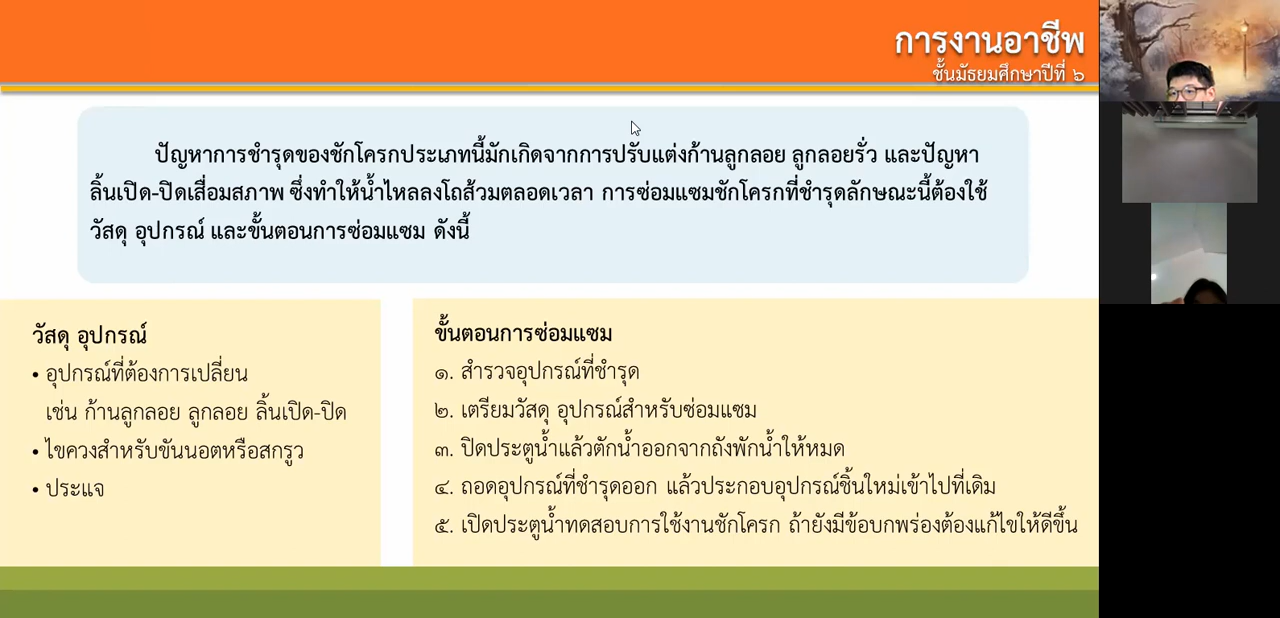 การงานอาชีพ
ชั้นมัธยมศึกษาปีที่ ๖
ปัญหาการชำรุดของชักโครกประเภทนี้มักเกิดจากการปรับแต่งก้านลูกลอย ลูกลอยรั่ว และปัญหา
ลิ้นเปิด-ปิดเสื่อมสภาพ ซึ่งทำให้น้ำไหลลงโถส้วมตลอดเวลา การซ่อมแซมชักโครกที่ชำรุดลักษณะนี้ต้องใช้
วัสดุ อุปกรณ์ และขั้นตอนการซ่อมแซม ดังนี้
วัสดุ อุปกรณ์
• อุปกรณ์ที่ต้องการเปลี่ยน
เช่น ก้านลูกลอย ลูกลอย ลิ้นเปิด-ปิด
• ไขควงสำหรับขันนอตหรือสกรูว
• ประแจ
ขั้นตอนการซ่อมแซม
๑. สำรวจอุปกรณ์ที่ชำรุด
๒. เตรียมวัสดุ อุปกรณ์สำหรับซ่อมแซม
๓. ปิดประตูน้ำแล้วตักน้ำออกจากถังพักน้ำให้หมด
๔. ถอดอุปกรณ์ที่ชำรุดออก แล้วประกอบอุปกรณ์ชิ้นใหม่เข้าไปที่เดิม
๕. เปิดประตูน้ำทดสอบการใช้งานชักโครก ถ้ายังมีข้อบกพร่องต้องแก้ไขให้ดีขึ้น